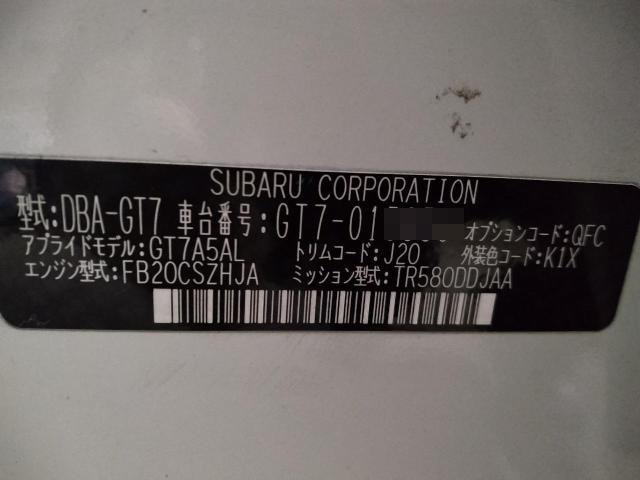 SUBARU CORPORATION
型式:DBA-GT7 車台番号:GT7-01 オプションコード:QFC
アプライドモデル:GT7A5AL トリムコード:J20 外装色コード:K1X
エンジン型式:FB20CSZHJA ミッション型式:TR580DDJAA